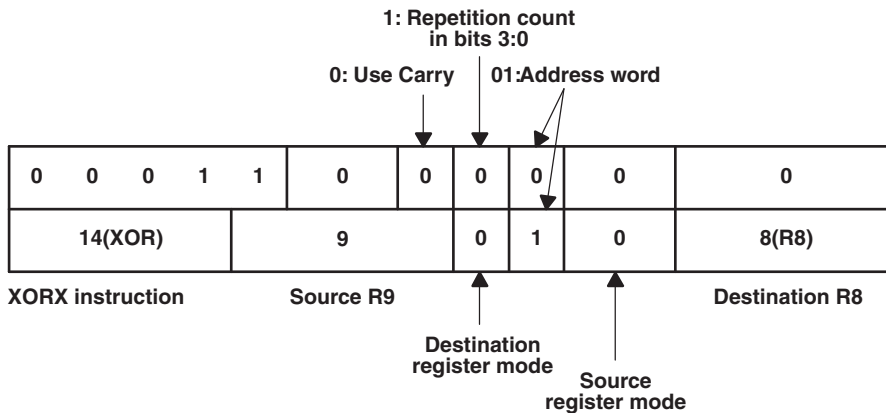 1: Repetition count
in bits 3:0
0: Use Carry
01:Address word
0 0 0 1 1 0 0 0 0 0 0
14(XOR) 9 0 1 0 8(R8)
XORX instruction Source R9 Destination R8
Destination
register mode
Source
register mode